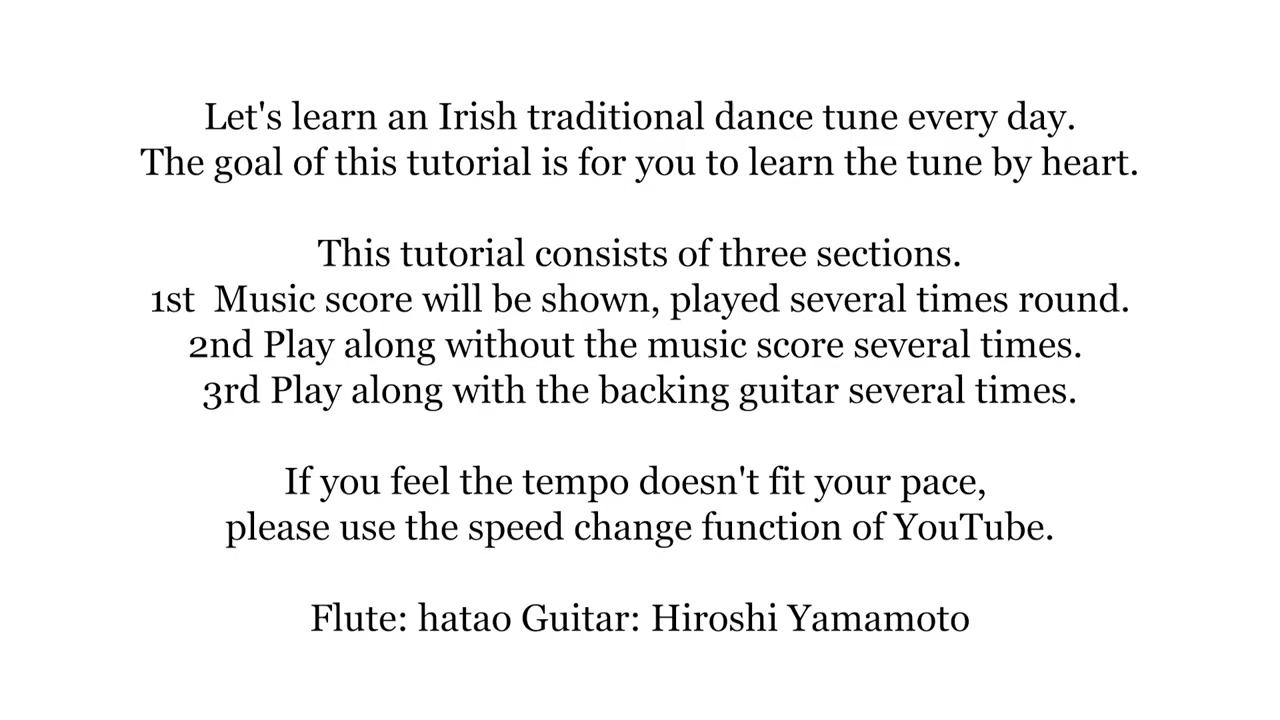 Let's learn an Irish traditional dance tune every day.
The goal of this tutorial is for you to learn the tune by heart.
This tutorial consists of three sections.
1st  Music score will be shown, played several times round.
2nd Play along without the music score several times.
3rd Play along with the backing guitar several times.
If you feel the tempo doesn't fit your pace,
please use the speed change function of YouTube.
Flute: hatao Guitar: Hiroshi Yamamoto